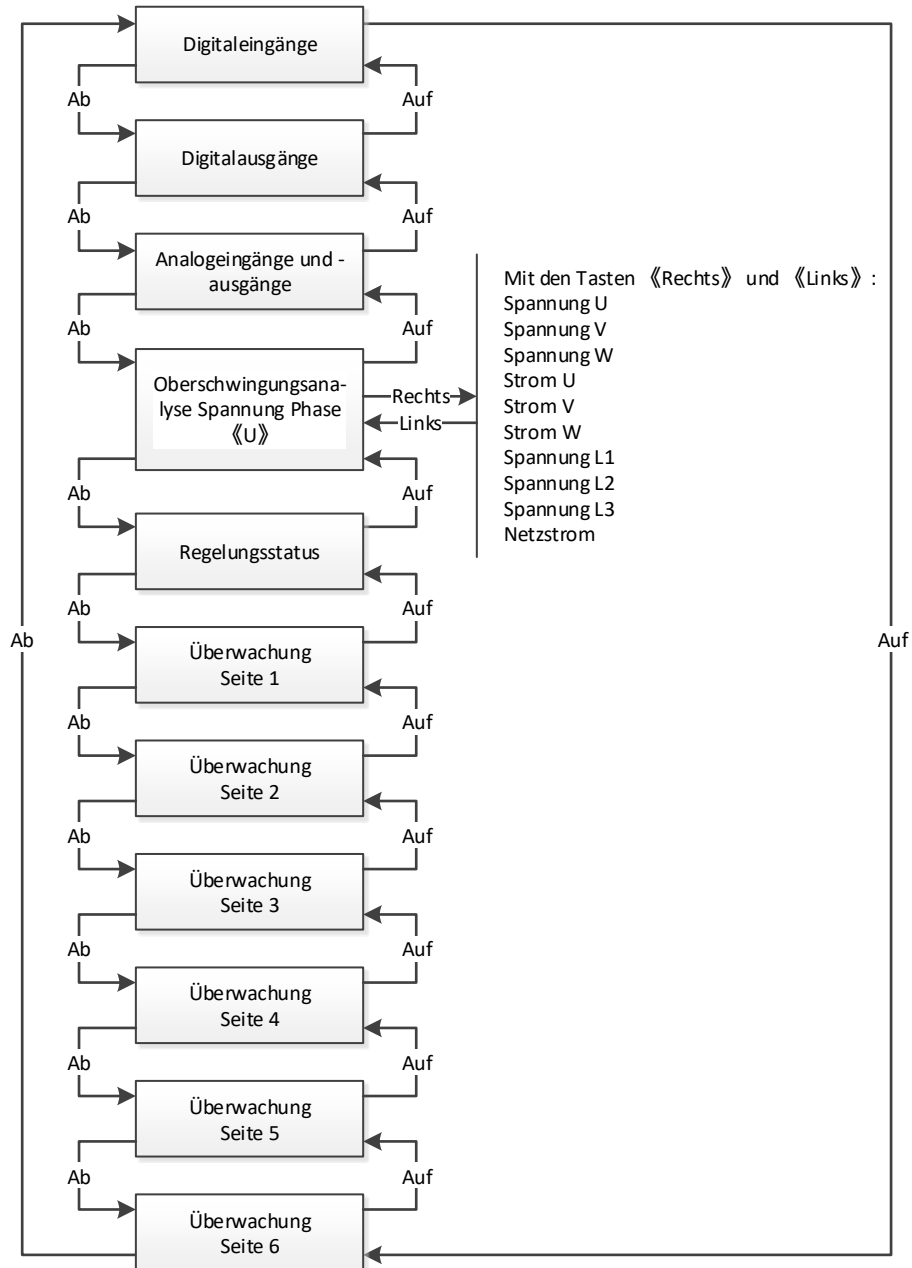 Digitaleingänge
Ab
Auf
Digitalausgänge
Ab
Auf
Analogeingänge und -
ausgänge
Ab
Auf
Oberschwingungsana-
lyse Spannung Phase
《U》
Rechts
Links
Mit den Tasten 《Rechts》 und 《Links》:
Spannung U
Spannung V
Spannung W
Strom U
Strom V
Strom W
Spannung L1
Spannung L2
Spannung L3
Netzstrom
Ab
Auf
Regelungsstatus
Ab
Auf
Ab
Auf
Überwachung
Seite 1
Ab
Auf
Überwachung
Seite 2
Ab
Auf
Überwachung
Seite 3
Ab
Auf
Überwachung
Seite 4
Ab
Auf
Überwachung
Seite 5
Ab
Auf
Überwachung
Seite 6